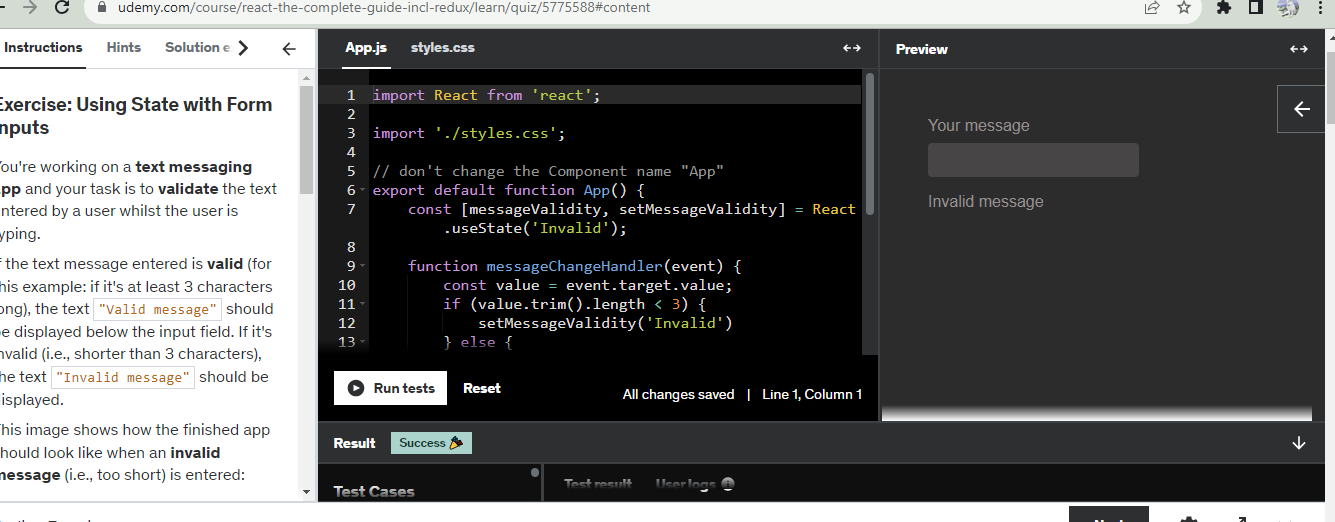 udemy.com/course/react-the-complete-guide-incl-redux/learn/quiz/5775588#content
Instructions Hints Solution e
Exercise: Using State with Form
Inputs
You're working on a text messaging
app and your task is to validate the text
entered by a user whilst the user is
typing.
If the text message entered is valid (for
this example: if it's at least 3 characters
long), the text "Valid message" should
be displayed below the input field. If it's
invalid (i.e., shorter than 3 characters),
the text "Invalid message" should be
displayed.
This image shows how the finished app
should look like when an invalid
message (i.e., too short) is entered:
App.js styles.css
1 import React from 'react';
2
3 import './styles.css';
4
5 // don't change the Component name "App"
6 export default function App() {
7 const [messageValidity, setMessageValidity] = React
.useState('Invalid');
8
9 function messageChangeHandler(event) {
10 const value = event.target.value;
11 if (value.trim().length < 3) {
12 setMessageValidity('Invalid')
13 } else {
Run tests Reset
All changes saved | Line 1, Column 1
Preview
Your message
Invalid message
Result Success
Test Cases
Test result User logs